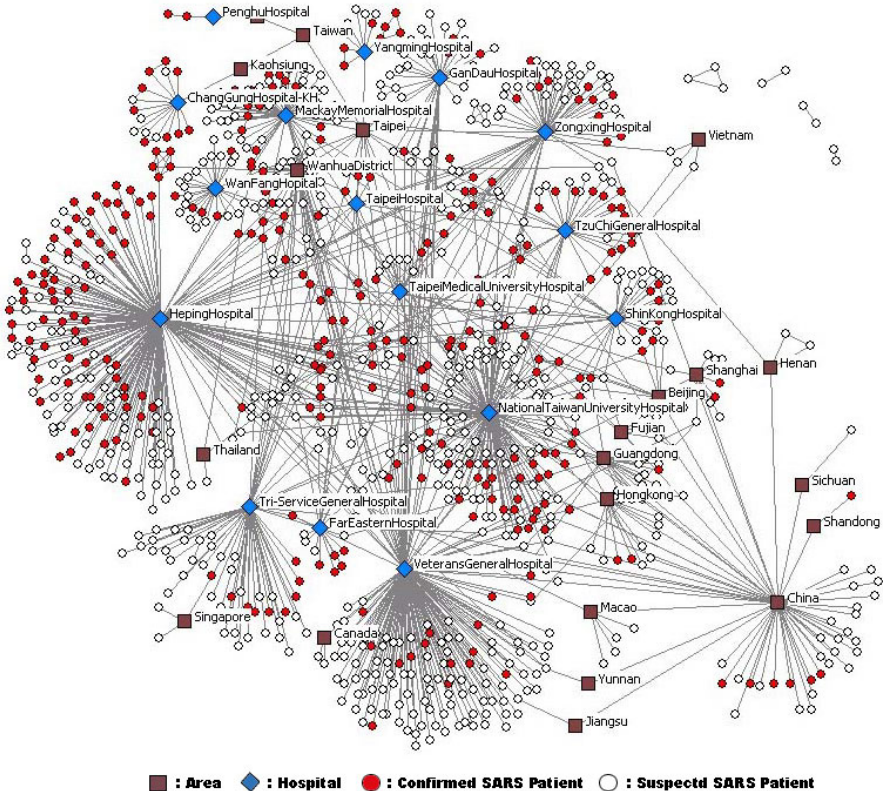 PenghuHospital
Taiwan
YangmingHospital
Kaohsiung
GanDauHospital
ChangGungHospital-KH
MackayMemorialHospital
Taipei
ZongxingHospital
Vietnam
WanhuaDistrict
WanFangHopital
TaipeiHospital
TzuChiGeneralHospital
TaipeiMedicalUniversityHospital
HepingHospital
ShinKongHospital
Shanghai
Henan
Beijing
NationalTaiwanUniversityHospital
Fujian
Thailand
Guangdong
Sichuan
Hongkong
Tri-ServiceGeneralHospital
FarEasternHospital
Shandong
VeteransGeneralHospital
China
Macao
Singapore
Canada
Yunnan
Jiangsu
: Area : Hospital : Confirmed SARS Patient : Suspectd SARS Patient